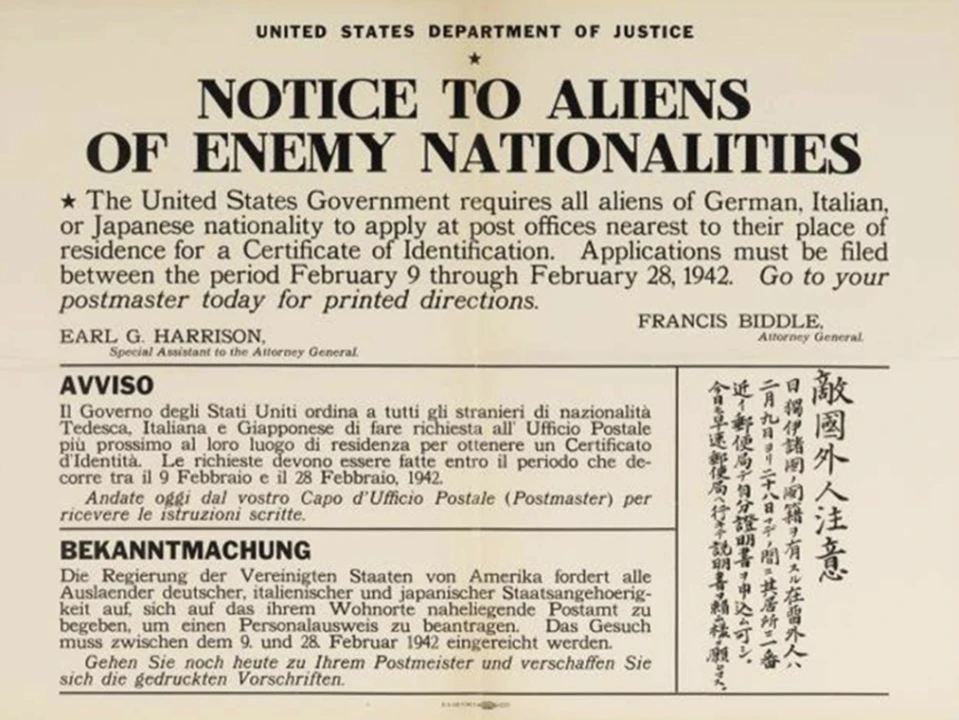 UNITED STATES DEPARTMENT OF JUSTICE
★
NOTICE TO ALIENS
OF ENEMY NATIONALITIES
★ The United States Government requires all aliens of German, Italian,
or Japanese nationality to apply at post offices nearest to their place of
residence for a Certificate of Identification. Applications must be filed
between the period February 9 through February 28, 1942. Go to your
postmaster today for printed directions.
EARL G. HARRISON,
Special Assistant to the Attorney General.
FRANCIS BIDDLE,
Attorney General.
AVVISO
Il Governo degli Stati Uniti ordina a tutti gli stranieri di nazionalità
Tedesca, Italiana e Giapponese di fare richiesta all' Ufficio Postale
più prossimo al loro luogo di residenza per ottenere un Certificato
d'Identità. Le richieste devono essere fatte entro il periodo che de-
corre tra il 9 Febbraio e il 28 Febbraio, 1942.
Andate oggi dal vostro Capo d'Ufficio Postale (Postmaster) per
ricevere le istruzioni scritte.
BEKANNTMACHUNG
Die Regierung der Vereinigten Staaten von Amerika fordert alle
Auslaender deutscher, italienischer und japanischer Staatsangehoerig-
keit auf, sich auf das ihrem Wohnorte naheliegende Postamt zu
begeben, um einen Personalausweis zu beantragen. Das Gesuch
muss zwischen dem 9. und 28. Februar 1942 eingereicht werden.
Gehen Sie noch heute zu Ihrem Postmeister und verschaffen Sie
sich die gedruckten Vorschriften.
敵國外人注意
日獨伊諸國ノ國籍ヲ有スル在留外人ハ
二月九日ヨリ二十八日マデノ間ニ其居所ニ一番
近イ郵便局デ自分證明書ヲ申込ム可シ。
今日ニモ早速郵便局ヘ行キテ説明書ヲ頼ム様ニ願ヒマス。